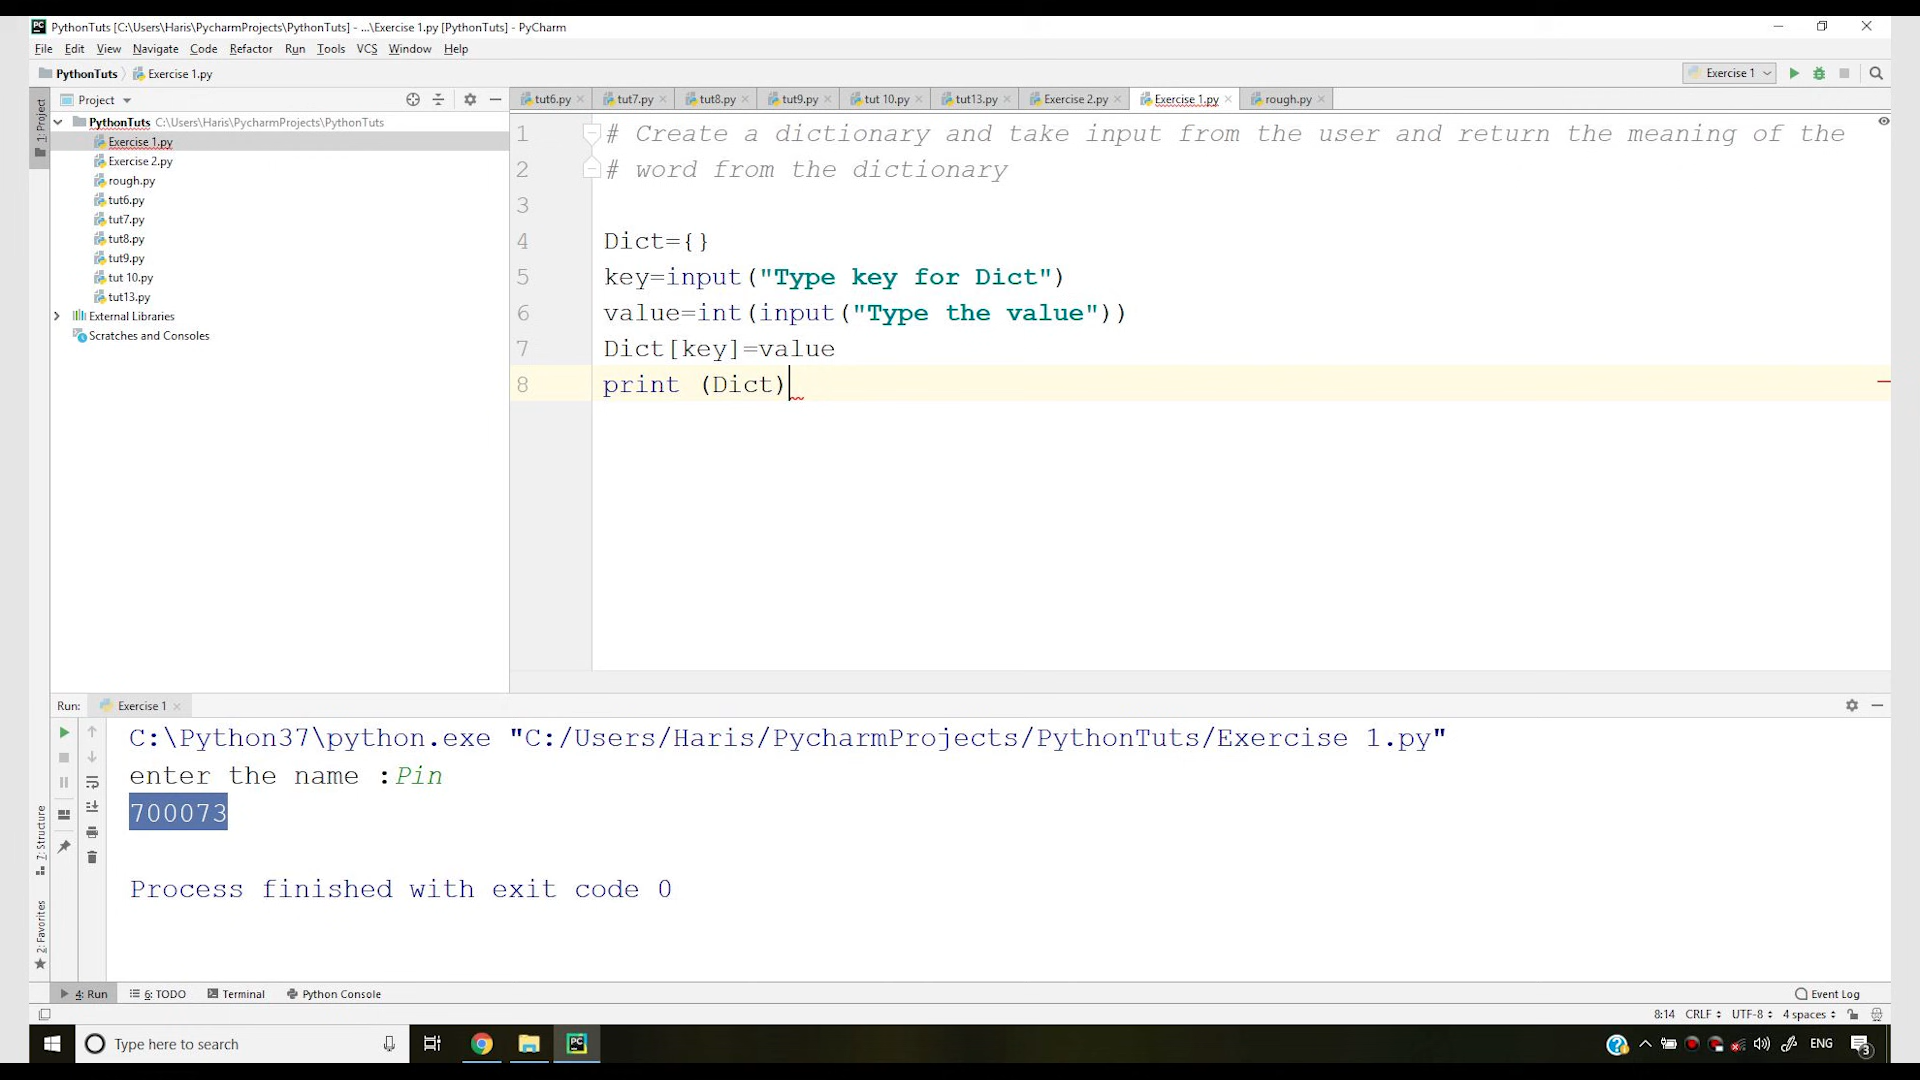 PythonTuts [C:\Users\Haris\PycharmProjects\PythonTuts] - ...\Exercise 1.py [PythonTuts] - PyCharm
File Edit View Navigate Code Refactor Run Tools VCS Window Help
PythonTuts Exercise 1.py
Exercise 1
Project
tut6.py tut7.py tut8.py tut9.py tut 10.py tut13.py Exercise 2.py Exercise 1.py rough.py
1: Project
PythonTuts C:\Users\Haris\PycharmProjects\PythonTuts
Exercise 1.py
Exercise 2.py
rough.py
tut6.py
tut7.py
tut8.py
tut9.py
tut 10.py
tut13.py
External Libraries
Scratches and Consoles
1 # Create a dictionary and take input from the user and return the meaning of the
2 # word from the dictionary
3
4 Dict={}
5 key=input("Type key for Dict")
6 value=int(input("Type the value"))
7 Dict[key]=value
8 print (Dict)
Run: Exercise 1
C:\Python37\python.exe "C:/Users/Haris/PycharmProjects/PythonTuts/Exercise 1.py"
enter the name :Pin
700073
Process finished with exit code 0
7: Structure
2: Favorites
4: Run 6: TODO Terminal Python Console Event Log
8:14 CRLF UTF-8 4 spaces
Type here to search
ENG
3